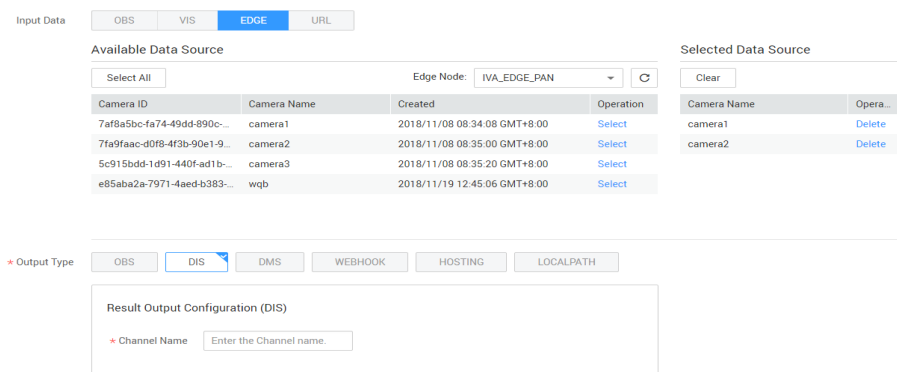 Input Data OBS VIS EDGE URL
Available Data Source Selected Data Source
Select All Edge Node: IVA_EDGE_PAN Clear
Camera ID Camera Name Created Operation Camera Name Opera...
7af8a5bc-fa74-49dd-890c-... camera1 2018/11/08 08:34:08 GMT+8:00 Select camera1 Delete
7fa9faac-d0f8-4f3b-90e1-9... camera2 2018/11/08 08:35:00 GMT+8:00 Select camera2 Delete
5c915bdd-1d91-440f-ad1b-... camera3 2018/11/08 08:35:20 GMT+8:00 Select
e85aba2a-7971-4aed-b383-... wqb 2018/11/19 12:45:06 GMT+8:00 Select
* Output Type OBS DIS DMS WEBHOOK HOSTING LOCALPATH
Result Output Configuration (DIS)
* Channel Name Enter the Channel name.